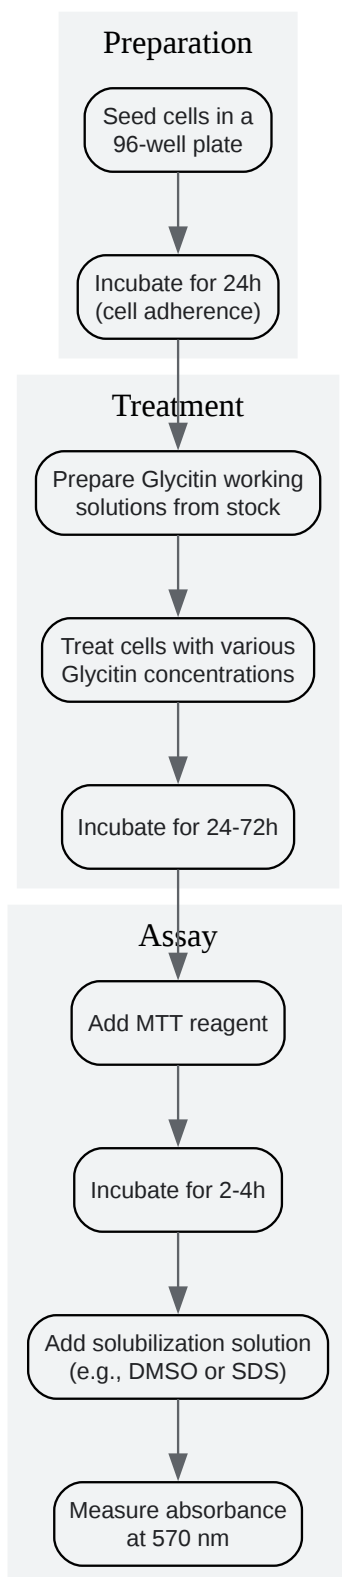 Preparation
Seed cells in a
96-well plate
Incubate for 24h
(cell adherence)
Treatment
Prepare Glycitin working
solutions from stock
Treat cells with various
Glycitin concentrations
Incubate for 24-72h
Assay
Add MTT reagent
Incubate for 2-4h
Add solubilization solution
(e.g., DMSO or SDS)
Measure absorbance
at 570 nm